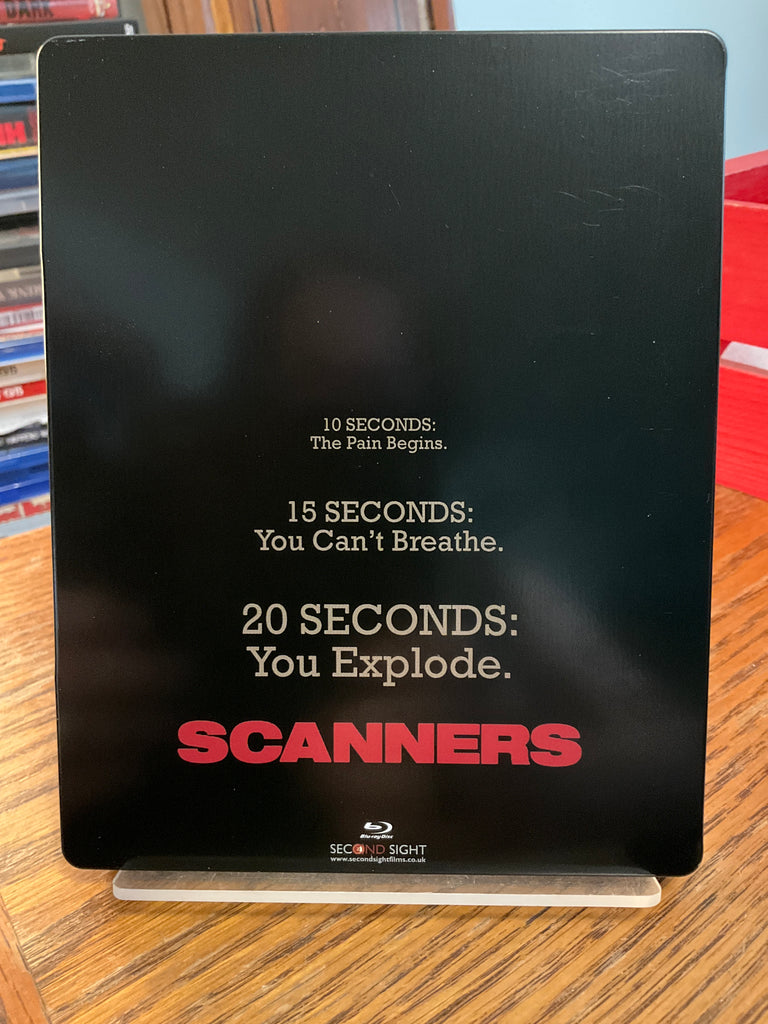 DARK
10 SECONDS:
The Pain Begins.
15 SECONDS:
You Can't Breathe.
20 SECONDS:
You Explode.
SCANNERS
Blu-ray Disc
SECOND SIGHT
www.secondsightfilms.co.uk